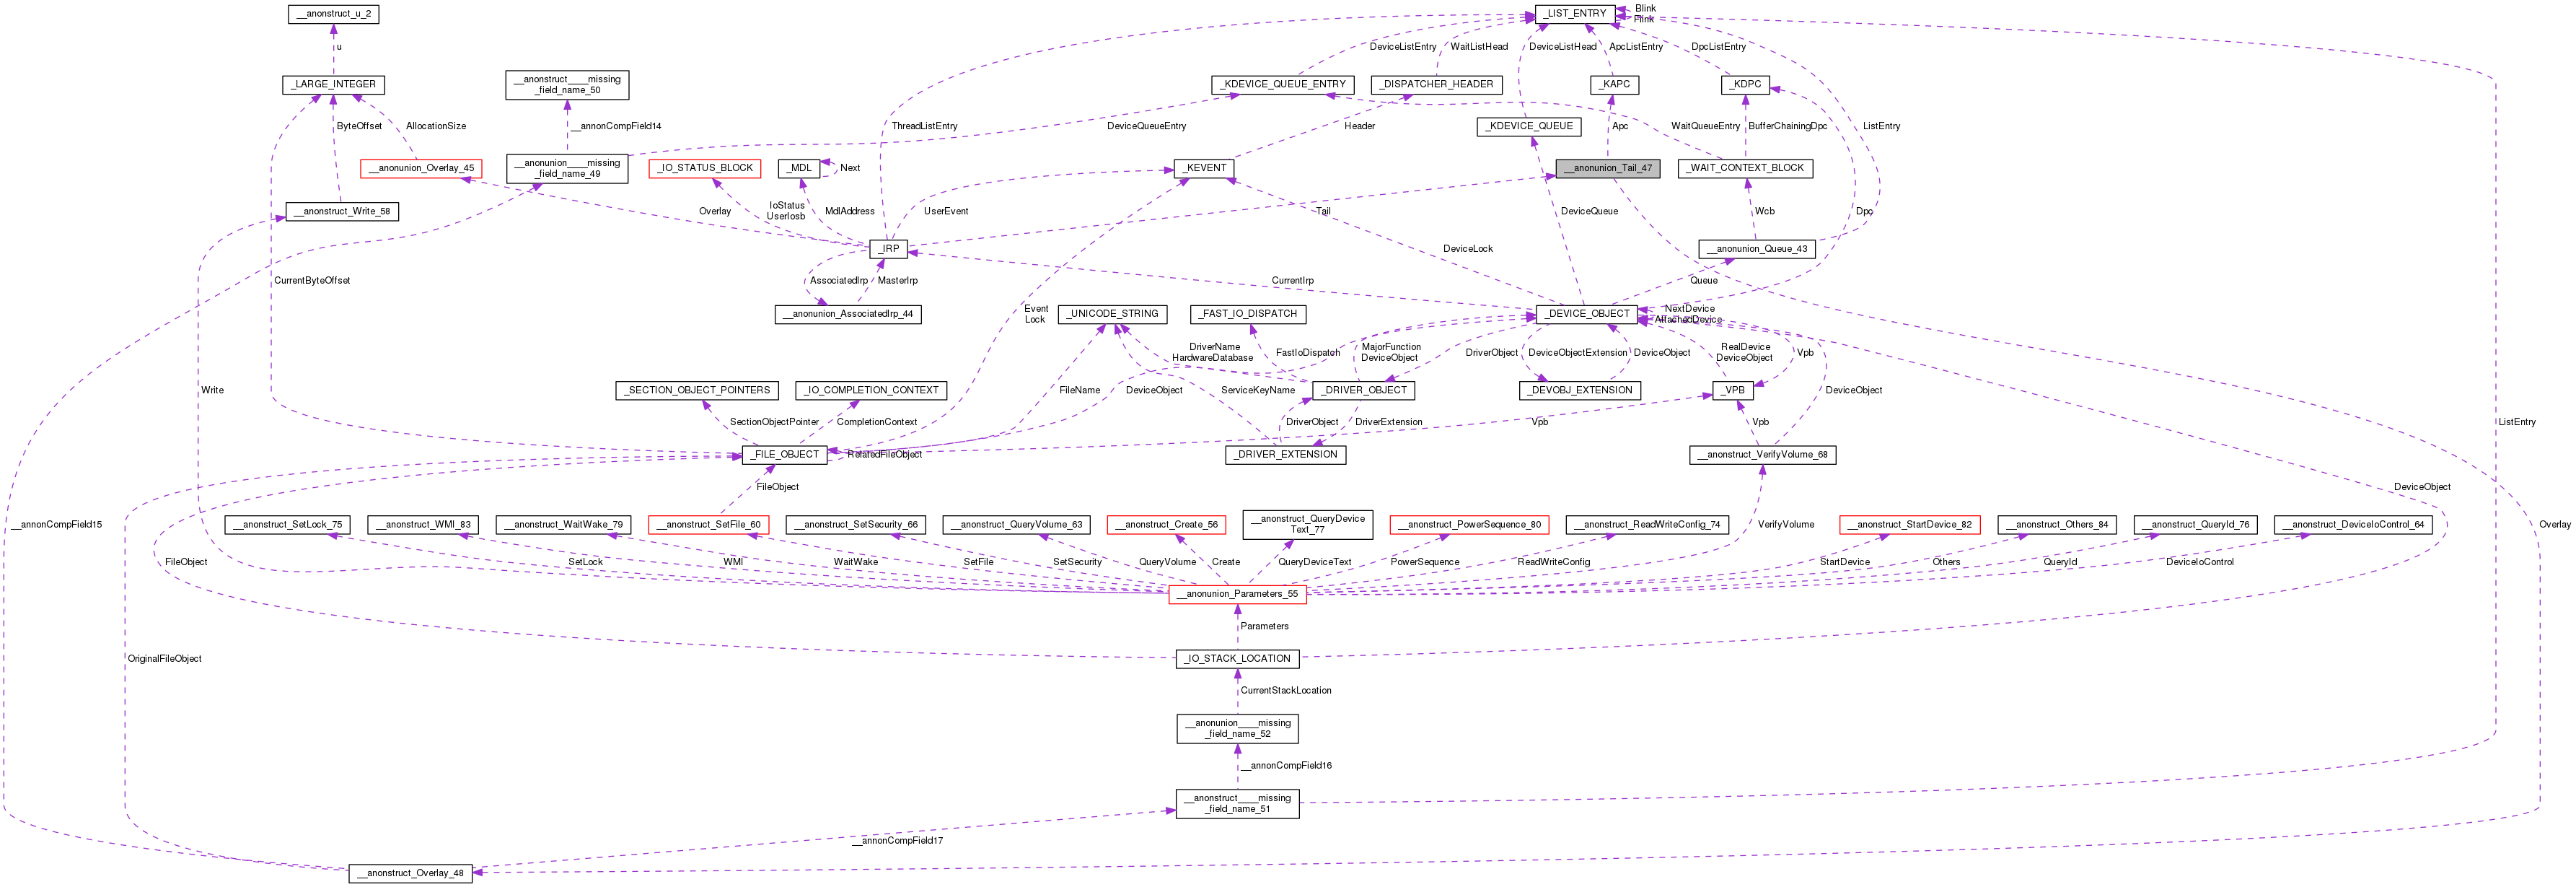 __anonstruct_u_2
_LIST_ENTRY
Blink
Flink
u
DeviceListEntry
WaitListHead
DeviceListHead
ApcListEntry
DpcListEntry
_LARGE_INTEGER
__anonstruct____missing
_field_name_50
_KDEVICE_QUEUE_ENTRY
_DISPATCHER_HEADER
_KAPC
_KDPC
ByteOffset
AllocationSize
__annonCompField14
ThreadListEntry
DeviceQueueEntry
Header
_KDEVICE_QUEUE
Apc
WaitQueueEntry
BufferChainingDpc
ListEntry
__anonunion_Overlay_45
__anonunion____missing
_field_name_49
_IO_STATUS_BLOCK
_MDL
Next
_KEVENT
__anonunion_Tail_47
_WAIT_CONTEXT_BLOCK
__anonstruct_Write_58
Overlay
IoStatus
UserIosb
MdlAddress
UserEvent
Tail
DeviceQueue
Wcb
Dpc
_IRP
DeviceLock
__anonunion_Queue_43
CurrentByteOffset
AssociatedIrp
MasterIrp
CurrentIrp
Queue
__anonunion_AssociatedIrp_44
Event
Lock
_UNICODE_STRING
_FAST_IO_DISPATCH
_DEVICE_OBJECT
NextDevice
AttachedDevice
DriverName
HardwareDatabase
FastIoDispatch
MajorFunction
DeviceObject
DriverObject
DeviceObjectExtension
DeviceObject
RealDevice
DeviceObject
Vpb
_SECTION_OBJECT_POINTERS
_IO_COMPLETION_CONTEXT
Write
FileName
DeviceObject
ServiceKeyName
_DRIVER_OBJECT
_DEVOBJ_EXTENSION
_VPB
DeviceObject
SectionObjectPointer
CompletionContext
Vpb
DriverObject
DriverExtension
Vpb
ListEntry
_FILE_OBJECT
RelatedFileObject
_DRIVER_EXTENSION
__anonstruct_VerifyVolume_68
FileObject
DeviceObject
__annonCompField15
__anonstruct_SetLock_75
__anonstruct_WMI_83
__anonstruct_WaitWake_79
__anonstruct_SetFile_60
__anonstruct_SetSecurity_66
__anonstruct_QueryVolume_63
__anonstruct_Create_56
__anonstruct_QueryDevice
Text_77
__anonstruct_PowerSequence_80
__anonstruct_ReadWriteConfig_74
VerifyVolume
__anonstruct_StartDevice_82
__anonstruct_Others_84
__anonstruct_QueryId_76
__anonstruct_DeviceIoControl_64
Overlay
FileObject
SetLock
WMI
WaitWake
SetFile
SetSecurity
QueryVolume
Create
QueryDeviceText
PowerSequence
ReadWriteConfig
StartDevice
Others
QueryId
DeviceIoControl
__anonunion_Parameters_55
Parameters
OriginalFileObject
_IO_STACK_LOCATION
CurrentStackLocation
__anonunion____missing
_field_name_52
__annonCompField16
__anonstruct____missing
_field_name_51
__annonCompField17
__anonstruct_Overlay_48